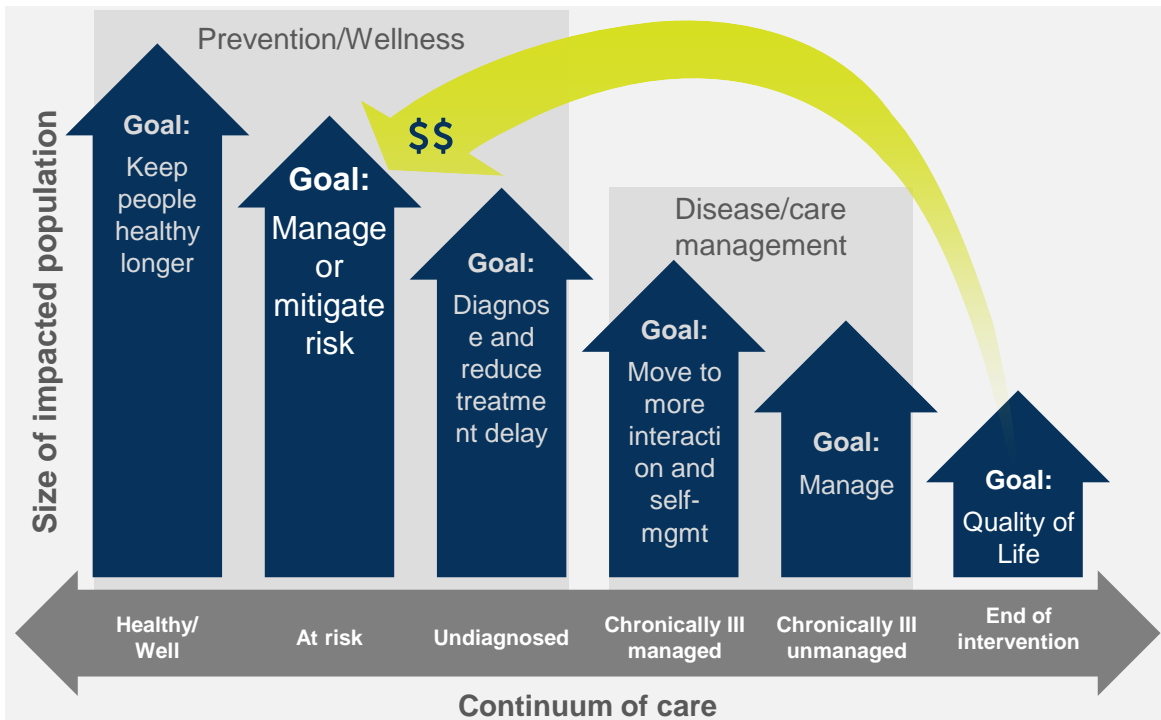 Prevention/Wellness
Size of impacted population
Goal:
Keep
people
healthy
longer
Goal:
Manage
or
mitigate
risk
$$
Goal:
Diagnos
e and
reduce
treatme
nt delay
Disease/care
management
Goal:
Move to
more
interacti
on and
self-
mgmt
Goal:
Manage
Goal:
Quality of
Life
Healthy/
Well
At risk
Undiagnosed
Chronically Ill
managed
Chronically Ill
unmanaged
End of
intervention
Continuum of care